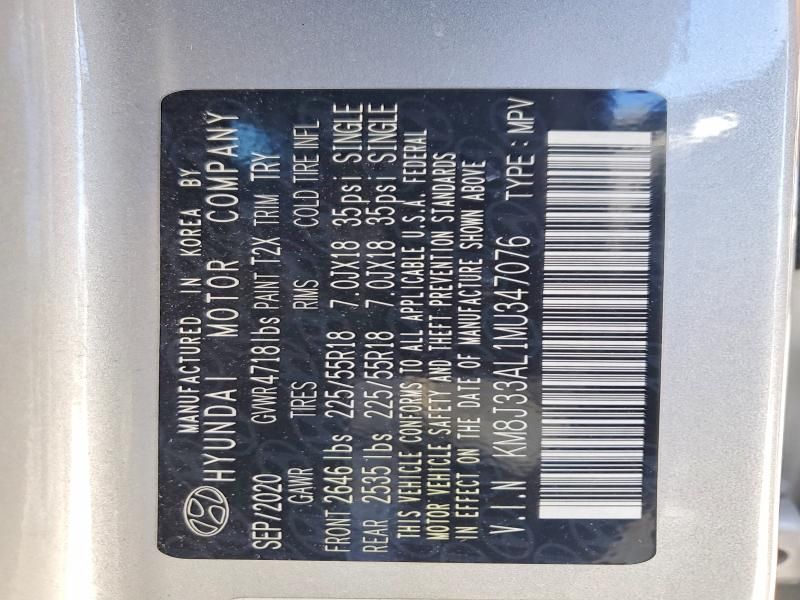 MANUFACTURED IN KOREA BY
HYUNDAI MOTOR COMPANY
SEP/2020 GVWR4718lbs PAINT T2X TRIM TRY
GAWR TIRES RIMS COLD TIRE INFL
FRONT 2646 lbs 225/55R18 7.0JX18 35psi SINGLE
REAR 2535 lbs 225/55R18 7.0JX18 35psi SINGLE
THIS VEHICLE CONFORMS TO ALL APPLICABLE U.S.A. FEDERAL
MOTOR VEHICLE SAFETY AND THEFT PREVENTION STANDARDS
IN EFFECT ON THE DATE OF MANUFACTURE SHOWN ABOVE
V.I.N KM8J33AL1MU347076 TYPE: MPV